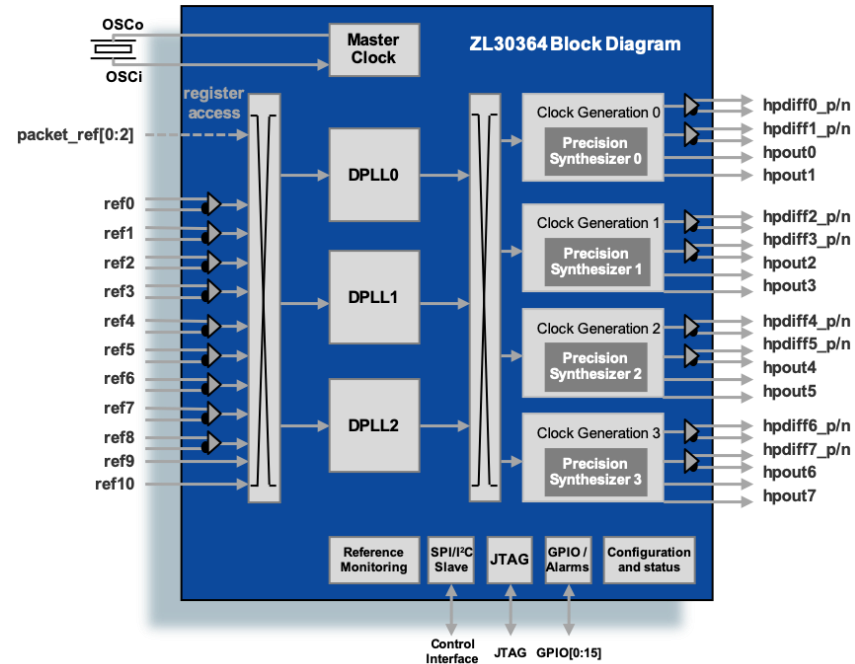 OSCo
OSCi
Master
Clock
ZL30364 Block Diagram
register
access
packet_ref[0:2]
ref0
ref1
ref2
ref3
ref4
ref5
ref6
ref7
ref8
ref9
ref10
DPLL0
DPLL1
DPLL2
Clock Generation 0
Precision
Synthesizer 0
hpdiff0_p/n
hpdiff1_p/n
hpout0
hpout1
Clock Generation 1
Precision
Synthesizer 1
hpdiff2_p/n
hpdiff3_p/n
hpout2
hpout3
Clock Generation 2
Precision
Synthesizer 2
hpdiff4_p/n
hpdiff5_p/n
hpout4
hpout5
Clock Generation 3
Precision
Synthesizer 3
hpdiff6_p/n
hpdiff7_p/n
hpout6
hpout7
Reference
Monitoring
SPI/I²C
Slave
JTAG
GPIO /
Alarms
Configuration
and status
Control
Interface
JTAG
GPIO[0:15]